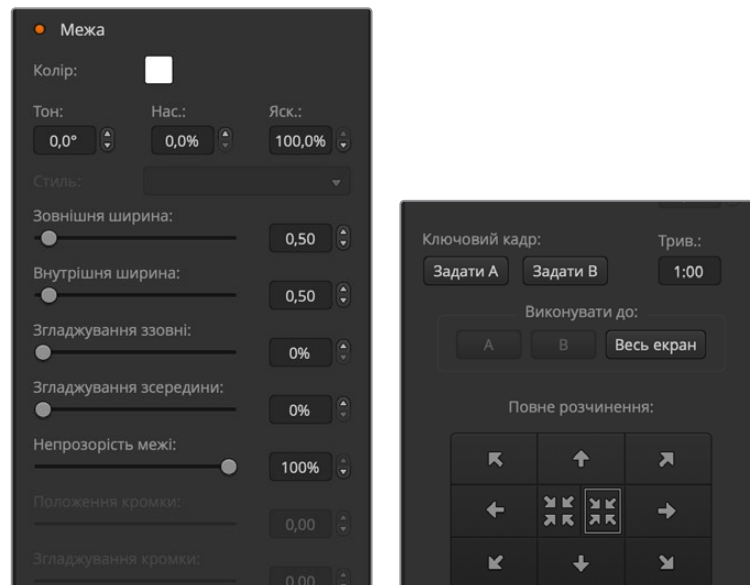 Межа
Колір:
Тон: Нас.: Яск.:
0,0° 0,0% 100,0%
Стиль:
Зовнішня ширина:
0,50
Внутрішня ширина:
0,50
Згладжування ззовні:
0%
Згладжування зсередини:
0%
Непрозорість межі:
100%
Положення кромки:
0,00
Згладжування кромки:
0,00
Ключовий кадр: Трив.:
Задати A Задати B 1:00
Виконувати до:
A B Весь екран
Повне розчинення: